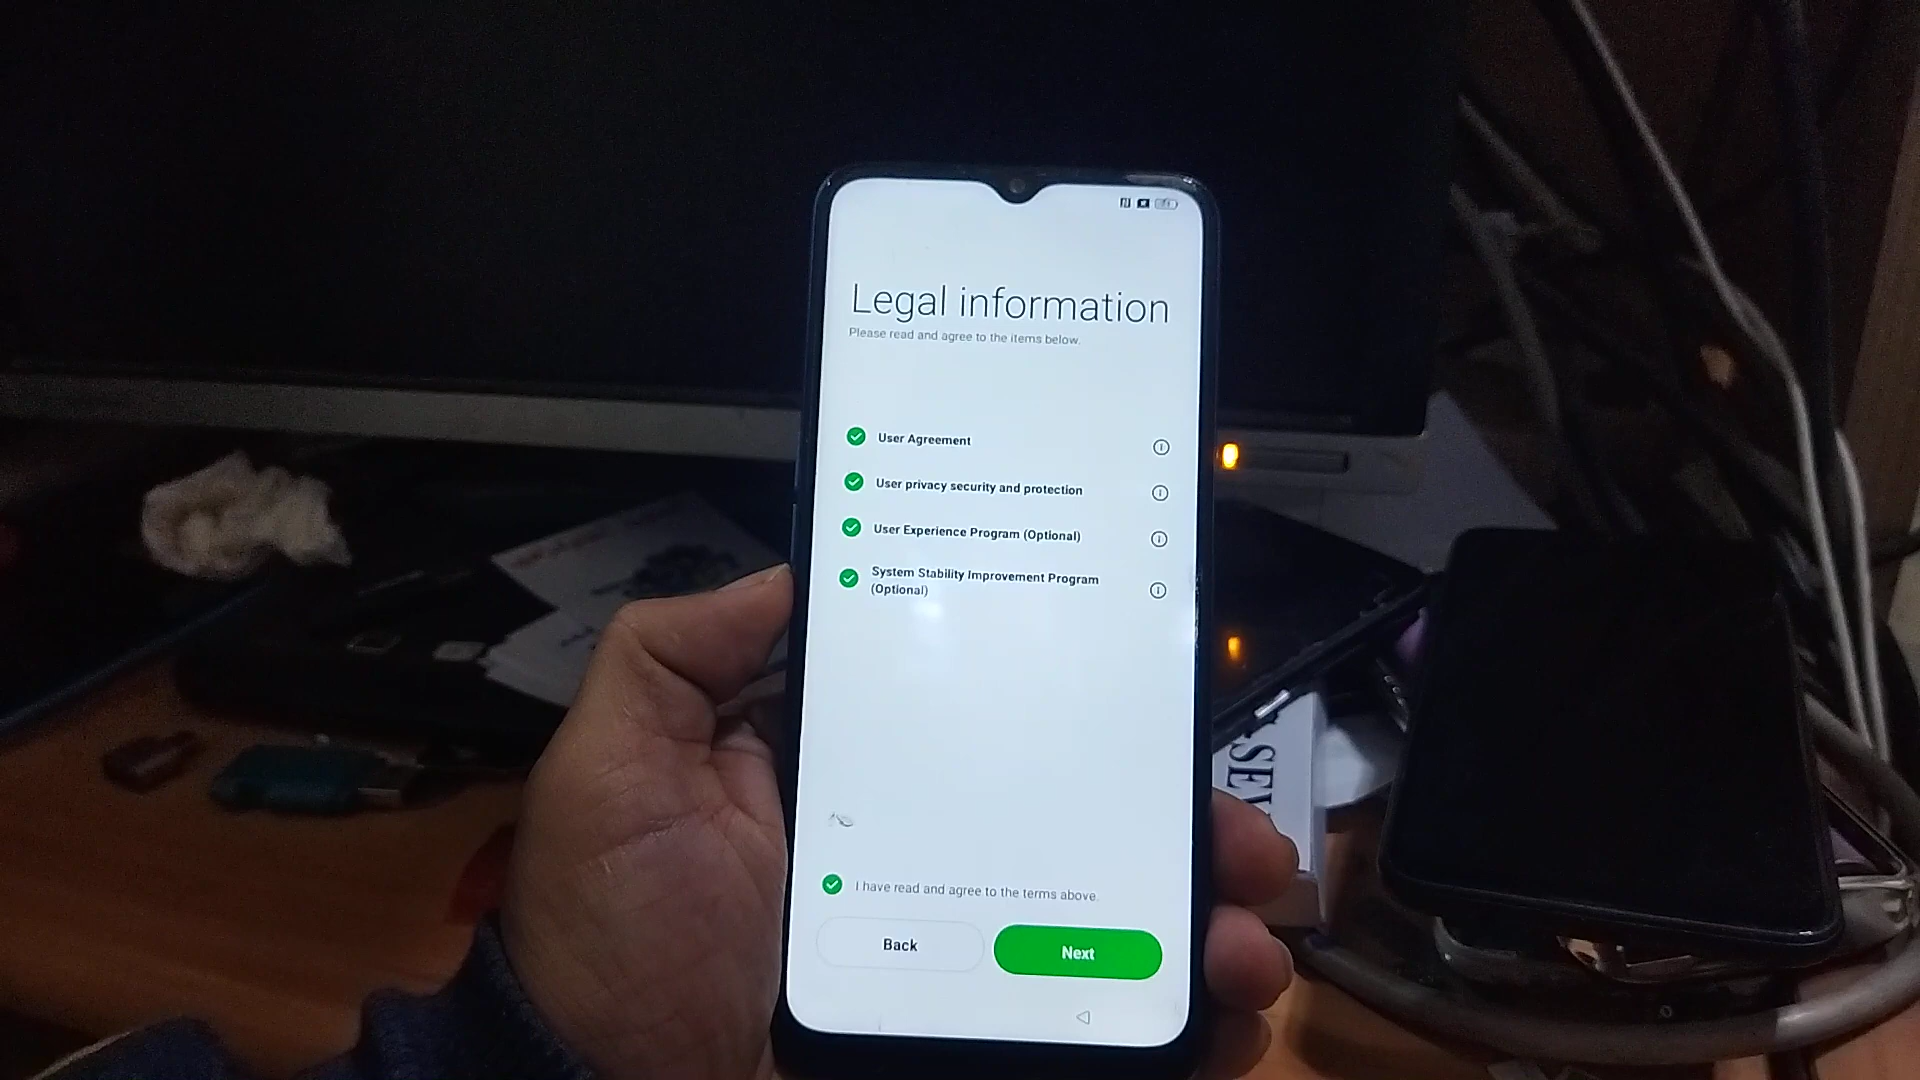 Legal information
Please read and agree to the items below.
User Agreement
User privacy security and protection
User Experience Program (Optional)
System Stability Improvement Program
(Optional)
I have read and agree to the terms above.
Back
Next